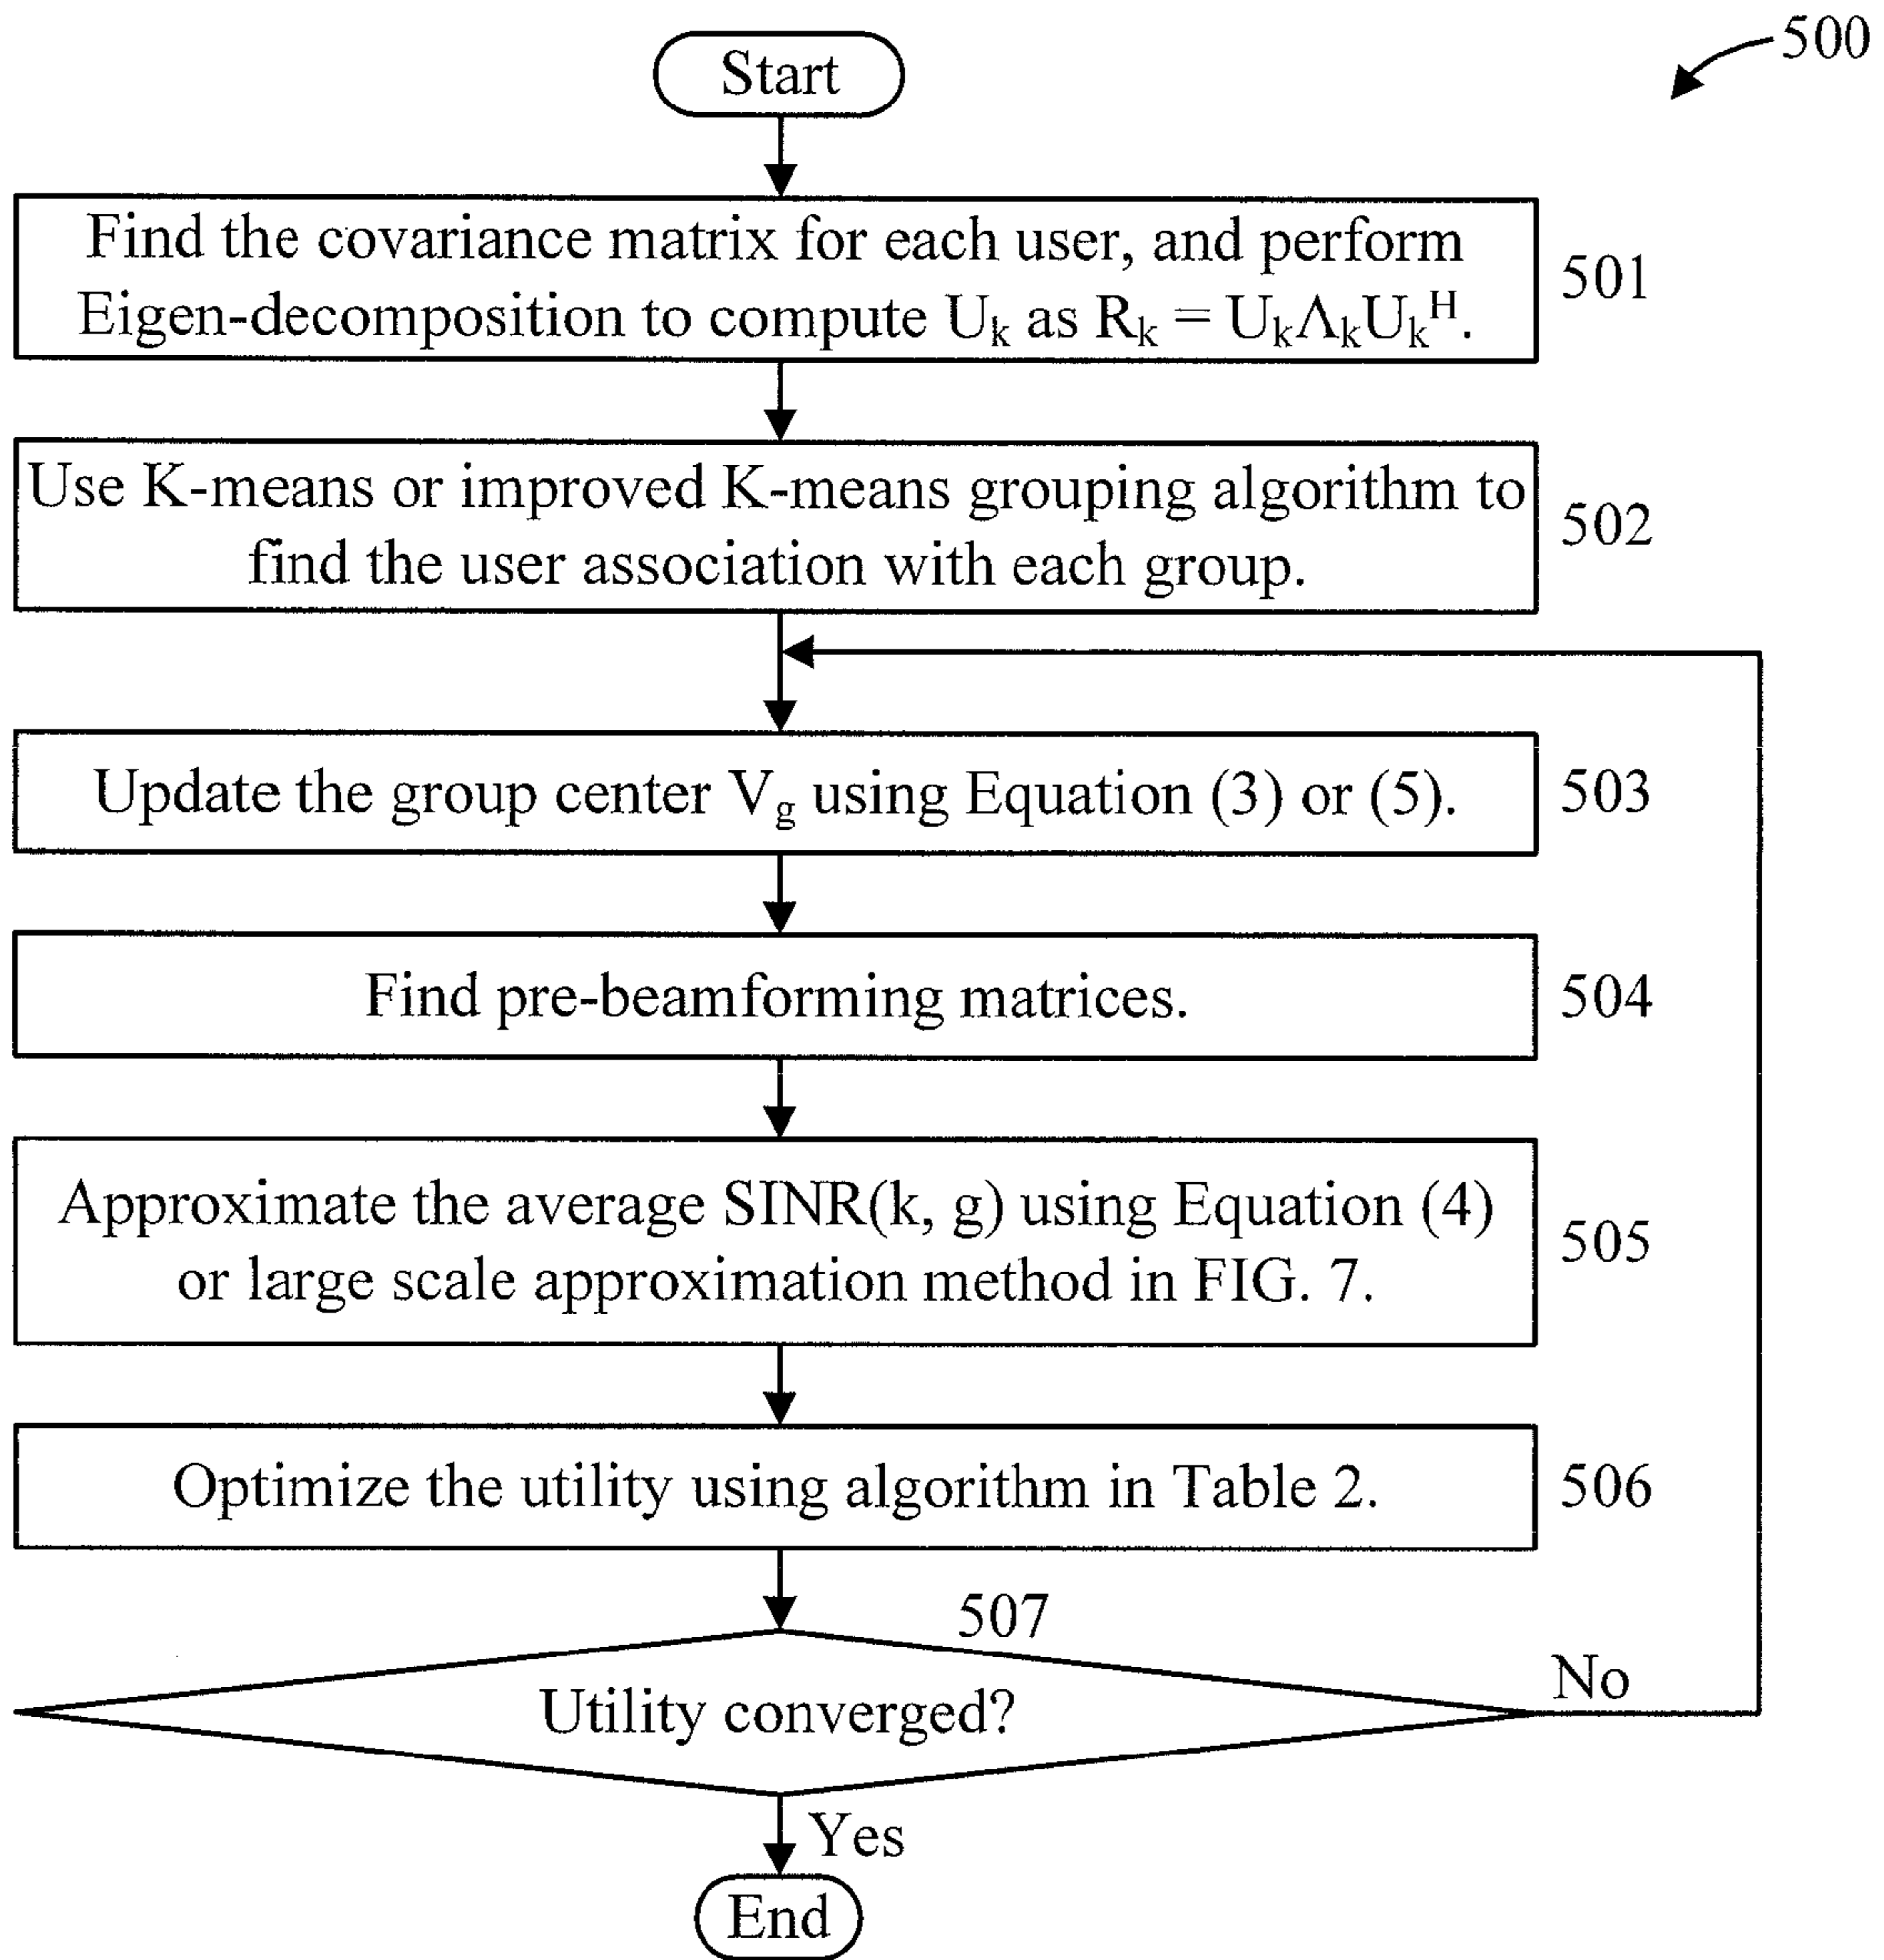 500
Start
Find the covariance matrix for each user, and perform
Eigen-decomposition to compute Uₖ as Rₖ = UₖΛₖUₖᴴ.
501
Use K-means or improved K-means grouping algorithm to
find the user association with each group.
502
Update the group center V_g using Equation (3) or (5).
503
Find pre-beamforming matrices.
504
Approximate the average SINR(k, g) using Equation (4)
or large scale approximation method in FIG. 7.
505
Optimize the utility using algorithm in Table 2.
506
507
Utility converged?
No
Yes
End